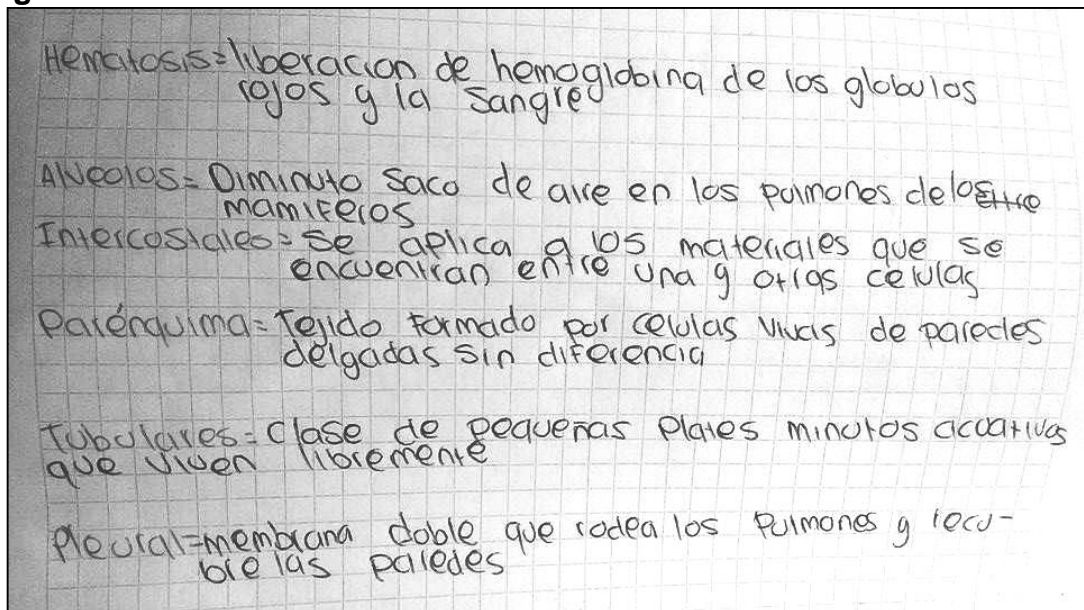 Hematosis=liberacion de hemoglobina de los globulos
rojos y la sangre
Alveolos= Diminuto saco de aire en los pulmones de los
mamiferos
Intercostales= se aplica a los materiales que se
encuentran entre una y otras celulas
Parénquima= Tejido formado por celulas vivas de paredes
delgadas sin diferencia
Tubulares= clase de pequeñas
que viven libremente
Pleural=membrana doble que rodea los Pulmones y recu-
bre las paredes